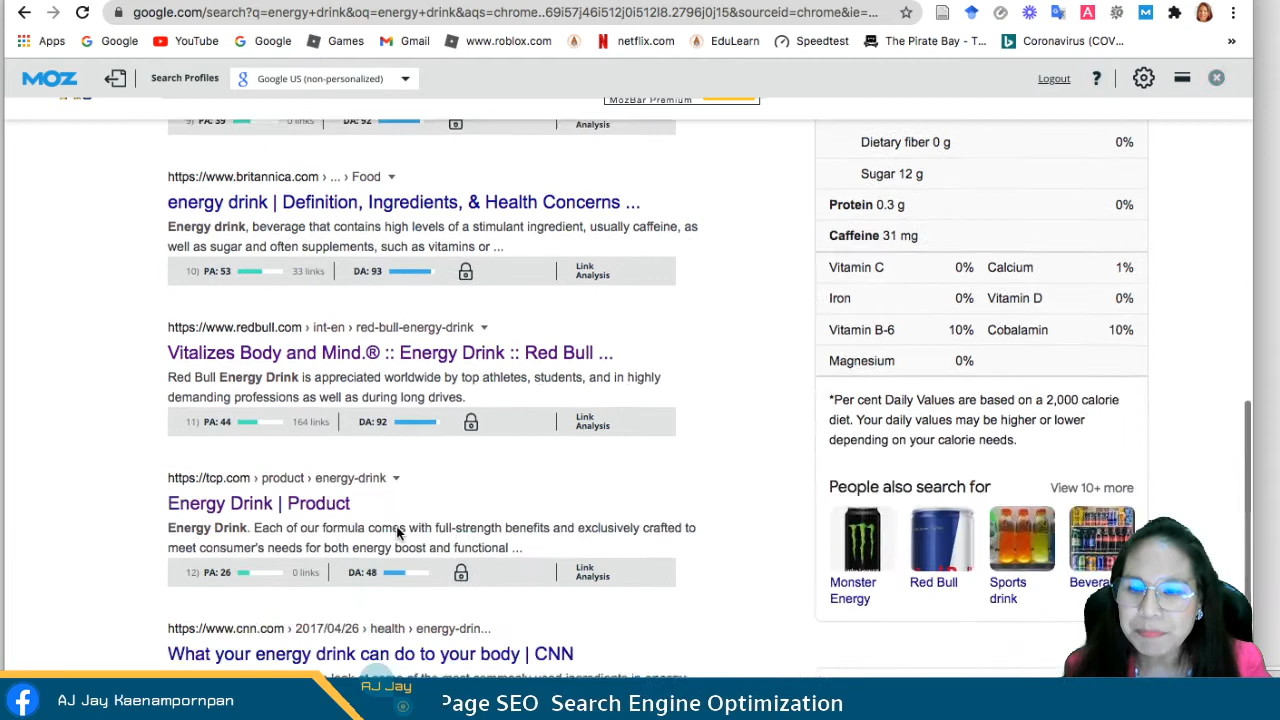 google.com/search?q=energy+drink&oq=energy+drink&aqs=chrome..69i57j46i512j0i512l8.2796j0j15&sourceid=chrome&ie=...
Apps
Google
YouTube
Google
Games
Gmail
www.roblox.com
netflix.com
EduLearn
Speedtest
The Pirate Bay - T...
Coronavirus (COV...
»
MOZ
Search Profiles
Google US (non-personalized)
Logout
?
MozBar Premium
9) PA: 39 0 links DA: 92 Analysis
https://www.britannica.com › ... › Food
energy drink | Definition, Ingredients, & Health Concerns ...
Energy drink, beverage that contains high levels of a stimulant ingredient, usually caffeine, as
well as sugar and often supplements, such as vitamins or ...
10) PA: 53 33 links DA: 93 Link Analysis
https://www.redbull.com › int-en › red-bull-energy-drink
Vitalizes Body and Mind.® :: Energy Drink :: Red Bull ...
Red Bull Energy Drink is appreciated worldwide by top athletes, students, and in highly
demanding professions as well as during long drives.
11) PA: 44 164 links DA: 92 Link Analysis
https://tcp.com › product › energy-drink
Energy Drink | Product
Energy Drink. Each of our formula comes with full-strength benefits and exclusively crafted to
meet consumer's needs for both energy boost and functional ...
12) PA: 26 0 links DA: 48 Link Analysis
https://www.cnn.com › 2017/04/26 › health › energy-drin...
What your energy drink can do to your body | CNN
Dietary fiber 0 g 0%
Sugar 12 g
Protein 0.3 g 0%
Caffeine 31 mg
Vitamin C 0% Calcium 1%
Iron 0% Vitamin D 0%
Vitamin B-6 10% Cobalamin 10%
Magnesium 0%
*Per cent Daily Values are based on a 2,000 calorie
diet. Your daily values may be higher or lower
depending on your calorie needs.
People also search for View 10+ more
Monster Energy
Red Bull
Sports drink
Bevera
AJ Jay Kaenampornpan
AJ Jay
Page SEO Search Engine Optimization